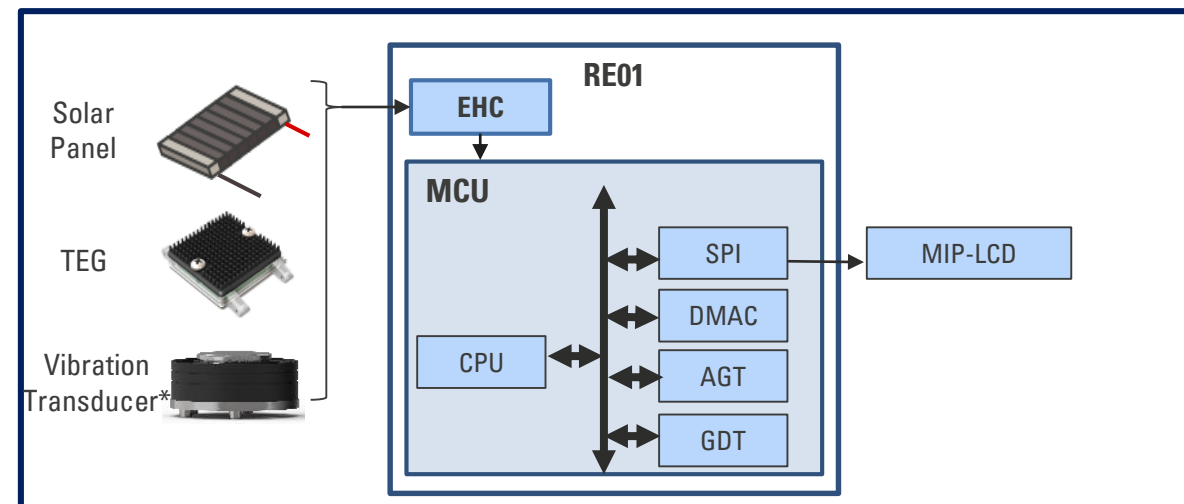 RE01
Solar
Panel
EHC
MCU
TEG
SPI
MIP-LCD
DMAC
CPU
AGT
Vibration
Transducer*
GDT